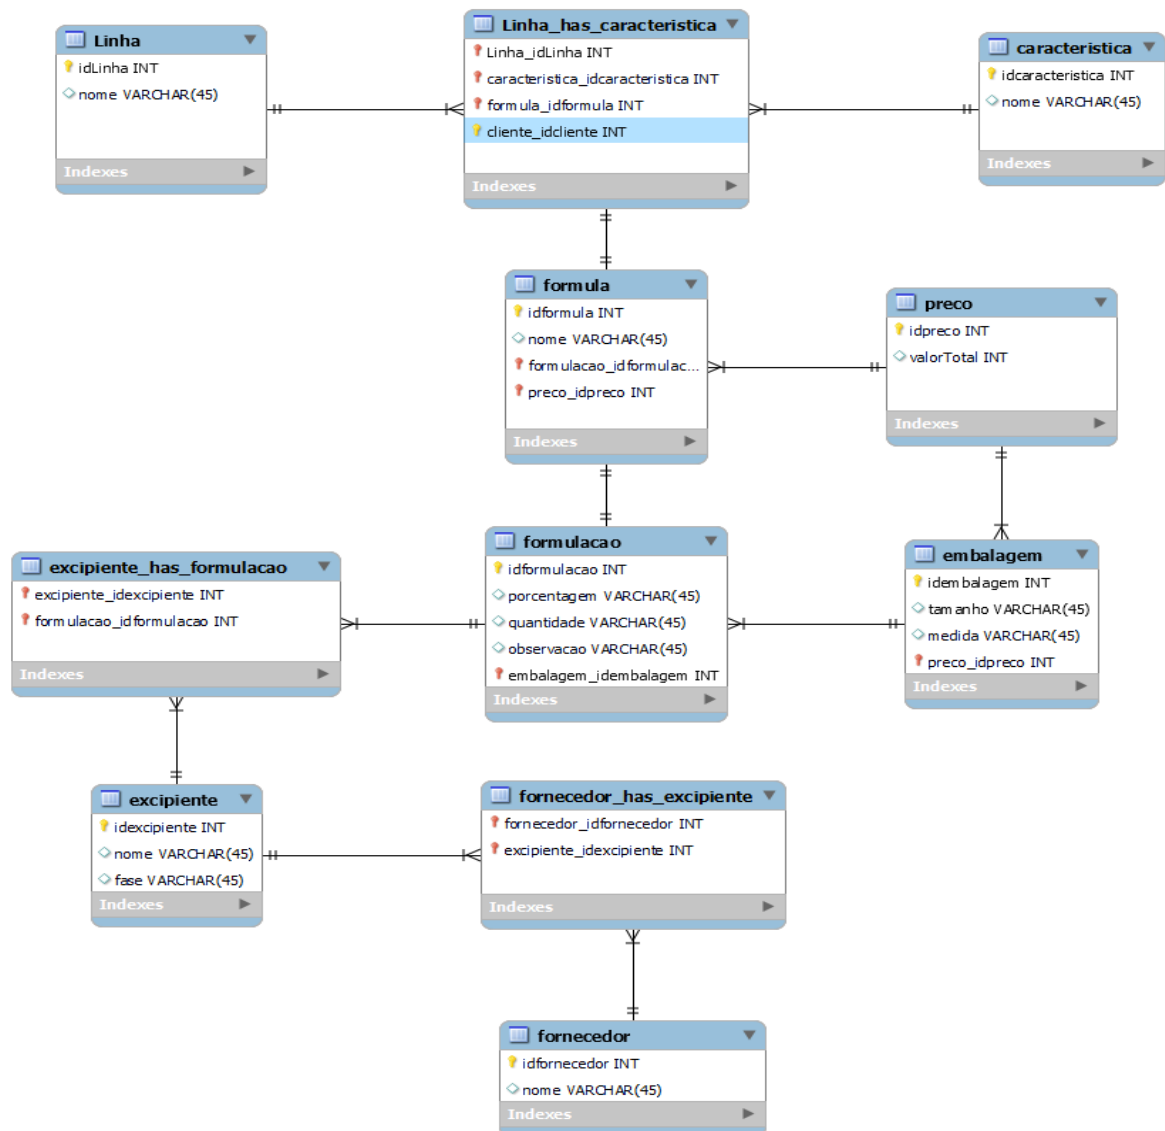 Linha
idLinha INT
nome VARCHAR(45)
Indexes
Linha_has_caracteristica
Linha_idLinha INT
caracteristica_idcaracteristica INT
formula_idformula INT
cliente_idcliente INT
Indexes
caracteristica
idcaracteristica INT
nome VARCHAR(45)
Indexes
formula
idformula INT
nome VARCHAR(45)
formulacao_idformulac...
preco_idpreco INT
Indexes
preco
idpreco INT
valorTotal INT
Indexes
excipiente_has_formulacao
excipiente_idexcipiente INT
formulacao_idformulacao INT
Indexes
formulacao
idformulacao INT
porcentagem VARCHAR(45)
quantidade VARCHAR(45)
observacao VARCHAR(45)
embalagem_idembalagem INT
Indexes
embalagem
idembalagem INT
tamanho VARCHAR(45)
medida VARCHAR(45)
preco_idpreco INT
Indexes
excipiente
idexcipiente INT
nome VARCHAR(45)
fase VARCHAR(45)
Indexes
fornecedor_has_excipiente
fornecedor_idfornecedor INT
excipiente_idexcipiente INT
Indexes
fornecedor
idfornecedor INT
nome VARCHAR(45)
Indexes